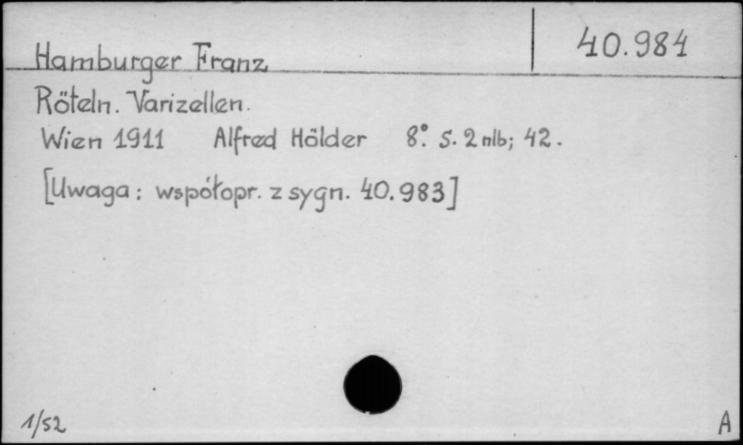 Hamburger Franz
40.984
Röteln. Varizellen.
Wien 1911 Alfred Hölder 8º. S. 2 nlb; 42.
[Uwaga: współopr. z sygn. 40.983]
1/52
A